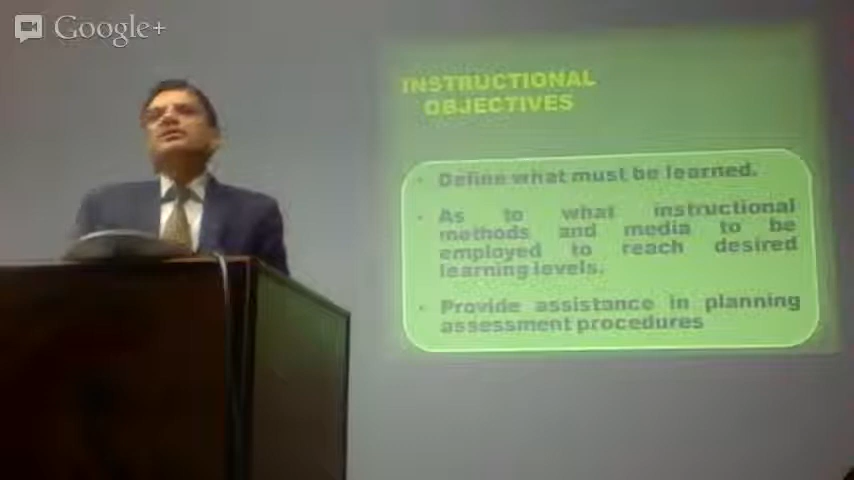 Google+
INSTRUCTIONAL
OBJECTIVES
• Define what must be learned.
• As to what instructional
methods and media to be
employed to reach desired
learning levels.
• Provide assistance in planning
assessment procedures